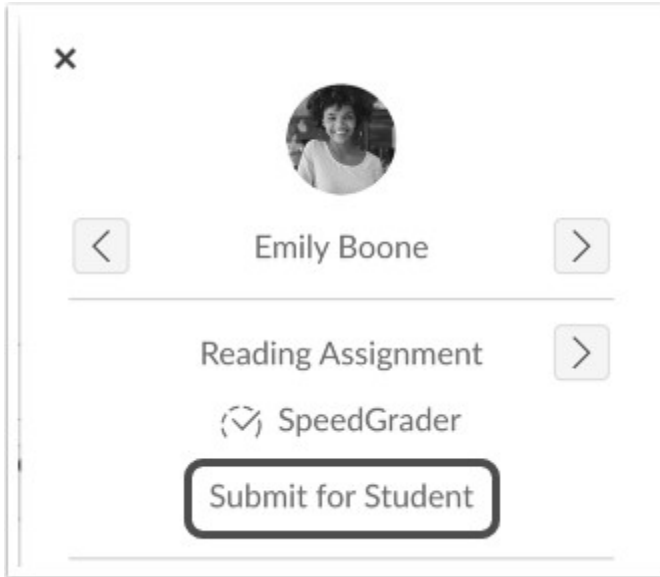 Emily Boone
Reading Assignment
SpeedGrader
Submit for Student